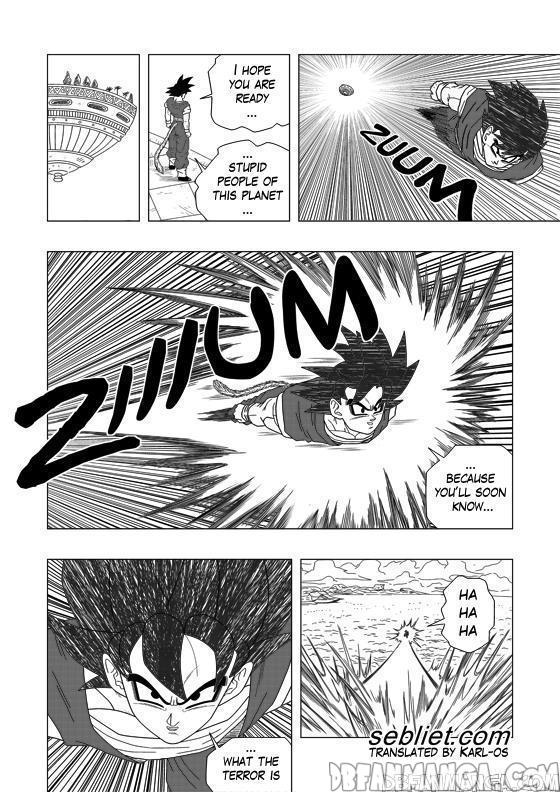 I HOPE
YOU ARE
READY
...
...
STUPID
PEOPLE OF
THIS PLANET
...
ZUUM
ZIIIIUM
...
BECAUSE
YOU'LL SOON
KNOW...
...
WHAT THE
TERROR IS
HA
HA
HA
sebliet.com
TRANSLATED BY KARL-OS
DBFANMANGA.COM